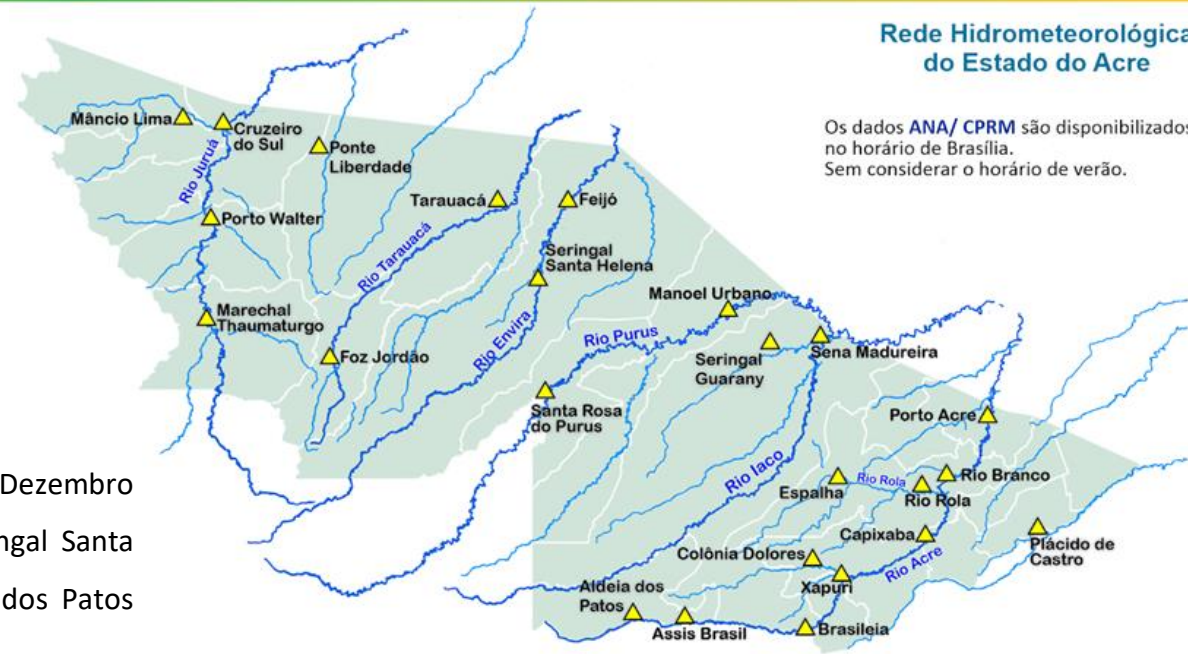 Rede Hidrometeorológica
do Estado do Acre
Os dados ANA/ CPRM são disponibilizados
no horário de Brasília.
Sem considerar o horário de verão.
Mâncio Lima
Cruzeiro
do Sul
Ponte
Liberdade
Rio Juruá
Porto Walter
Tarauacá
Feijó
Rio Tarauacá
Seringal
Santa Helena
Marechal
Thaumaturgo
Foz Jordão
Rio Envira
Manoel Urbano
Rio Purus
Seringal
Guarany
Sena Madureira
Santa Rosa
do Purus
Porto Acre
Rio Iaco
Espalha
Rio Rola
Rio Rola
Rio Branco
Capixaba
Plácido de
Castro
Colônia Dolores
Xapuri
Rio Acre
Aldeia dos
Patos
Assis Brasil
Brasileia
Dezembro
ngal Santa
dos Patos